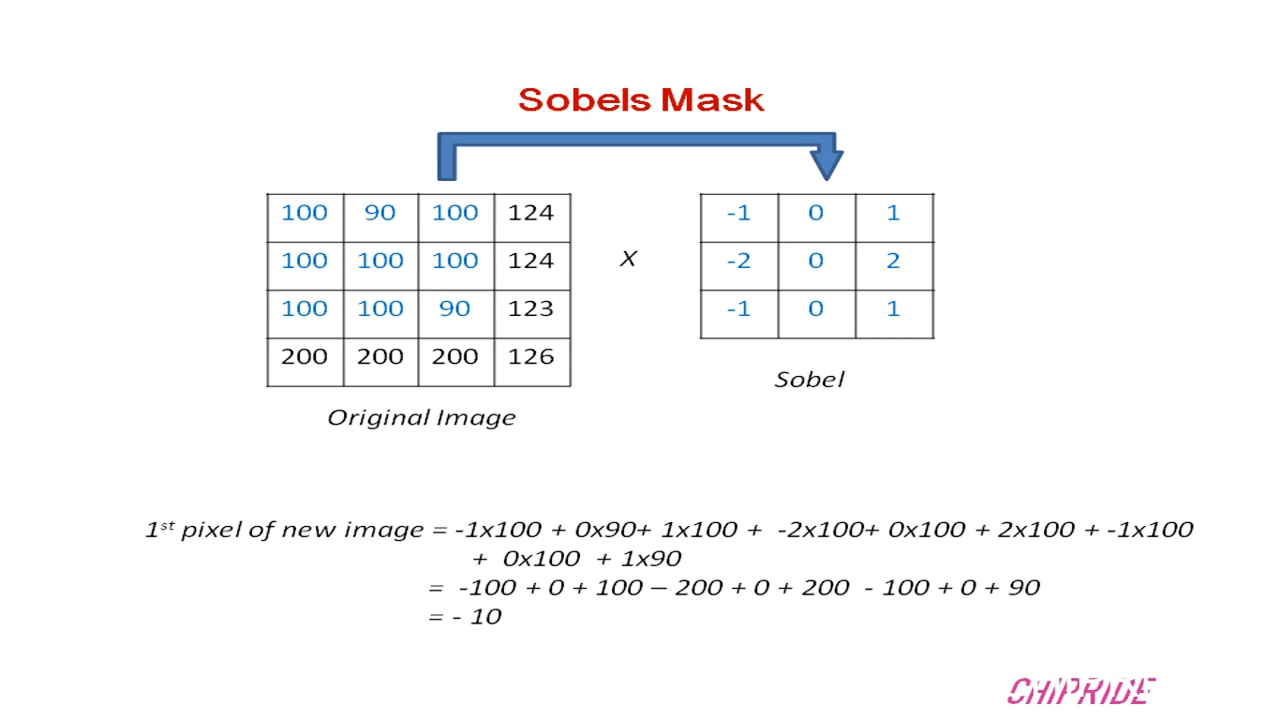 Sobels Mask
100 90 100 124 -1 0 1
100 100 100 124 X -2 0 2
100 100 90 123 -1 0 1
200 200 200 126
Sobel
Original Image
1st pixel of new image = -1x100 + 0x90+ 1x100 + -2x100+ 0x100 + 2x100 + -1x100
+ 0x100 + 1x90
= -100 + 0 + 100 – 200 + 0 + 200 - 100 + 0 + 90
= - 10
CHIPRIDE